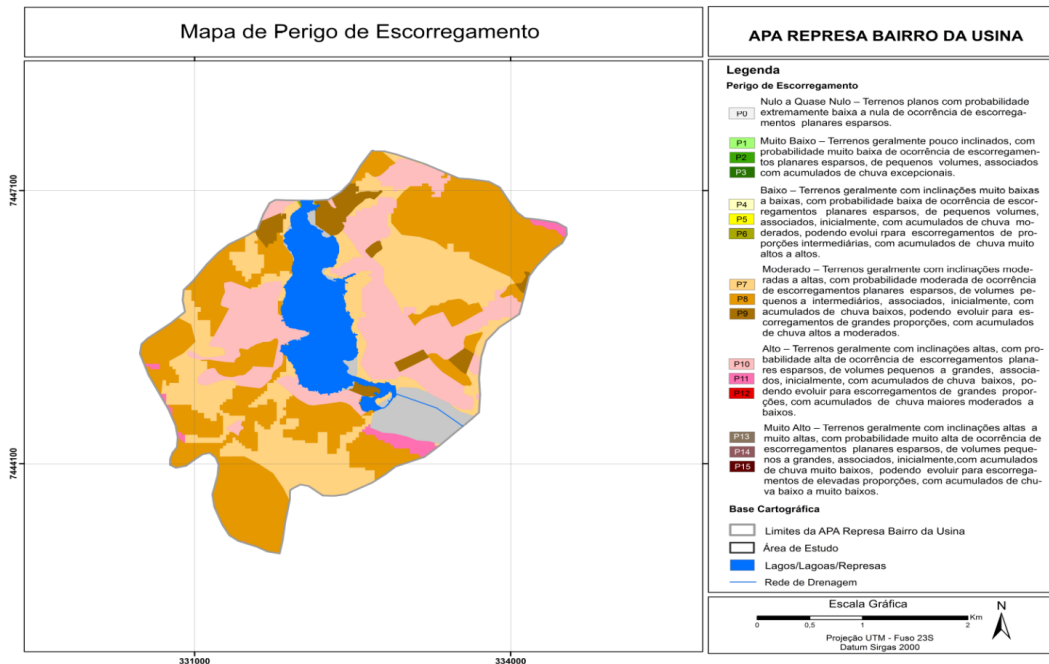 Mapa de Perigo de Escorregamento
APA REPRESA BAIRRO DA USINA
7447100
7444100
331000
334000
Legenda
Perigo de Escorregamento
P0
Nulo a Quase Nulo – Terrenos planos com probabilidade
extremamente baixa a nula de ocorrência de escorrega-
mentos planares esparsos.
P1
P2
P3
Muito Baixo – Terrenos geralmente pouco inclinados, com
probabilidade muito baixa de ocorrência de escorregamen-
tos planares esparsos, de pequenos volumes, associados
com acumulados de chuva excepcionais.
P4
P5
P6
Baixo – Terrenos geralmente com inclinações muito baixas
a baixas, com probabilidade baixa de ocorrência de escor-
regamentos planares esparsos, de pequenos volumes,
associados, inicialmente, com acumulados de chuva mo-
derados, podendo evolui rpara escorregamentos de pro-
porções intermediárias, com acumulados de chuva muito
altos a altos.
P7
P8
P9
Moderado – Terrenos geralmente com inclinações mode-
radas a altas, com probabilidade moderada de ocorrência
de escorregamentos planares esparsos, de volumes pe-
quenos a intermediários, associados, inicialmente, com
acumulados de chuva baixos, podendo evoluir para es-
corregamentos de grandes proporções, com acumulados
de chuva altos a moderados.
P10
P11
P12
Alto – Terrenos geralmente com inclinações altas, com pro-
babilidade alta de ocorrência de escorregamentos plana-
res esparsos, de volumes pequenos a grandes, associa-
dos, inicialmente, com acumulados de chuva baixos, po-
dendo evoluir para escorregamentos de grandes propor-
ções, com acumulados de chuva maiores moderados a
baixos.
P13
P14
P15
Muito Alto – Terrenos geralmente com inclinações altas a
muito altas, com probabilidade muito alta de ocorrência de
escorregamentos planares esparsos, de volumes peque-
nos a grandes, associados, inicialmente,com acumulados
de chuva muito baixos, podendo evoluir para escorrega-
mentos de elevadas proporções, com acumulados de chu-
va baixo a muito baixos.
Base Cartográfica
Limites da APA Represa Bairro da Usina
Área de Estudo
Lagos/Lagoas/Represas
Rede de Drenagem
Escala Gráfica
N
Km
0 0,5 1 2
Projeção UTM - Fuso 23S
Datum Sirgas 2000